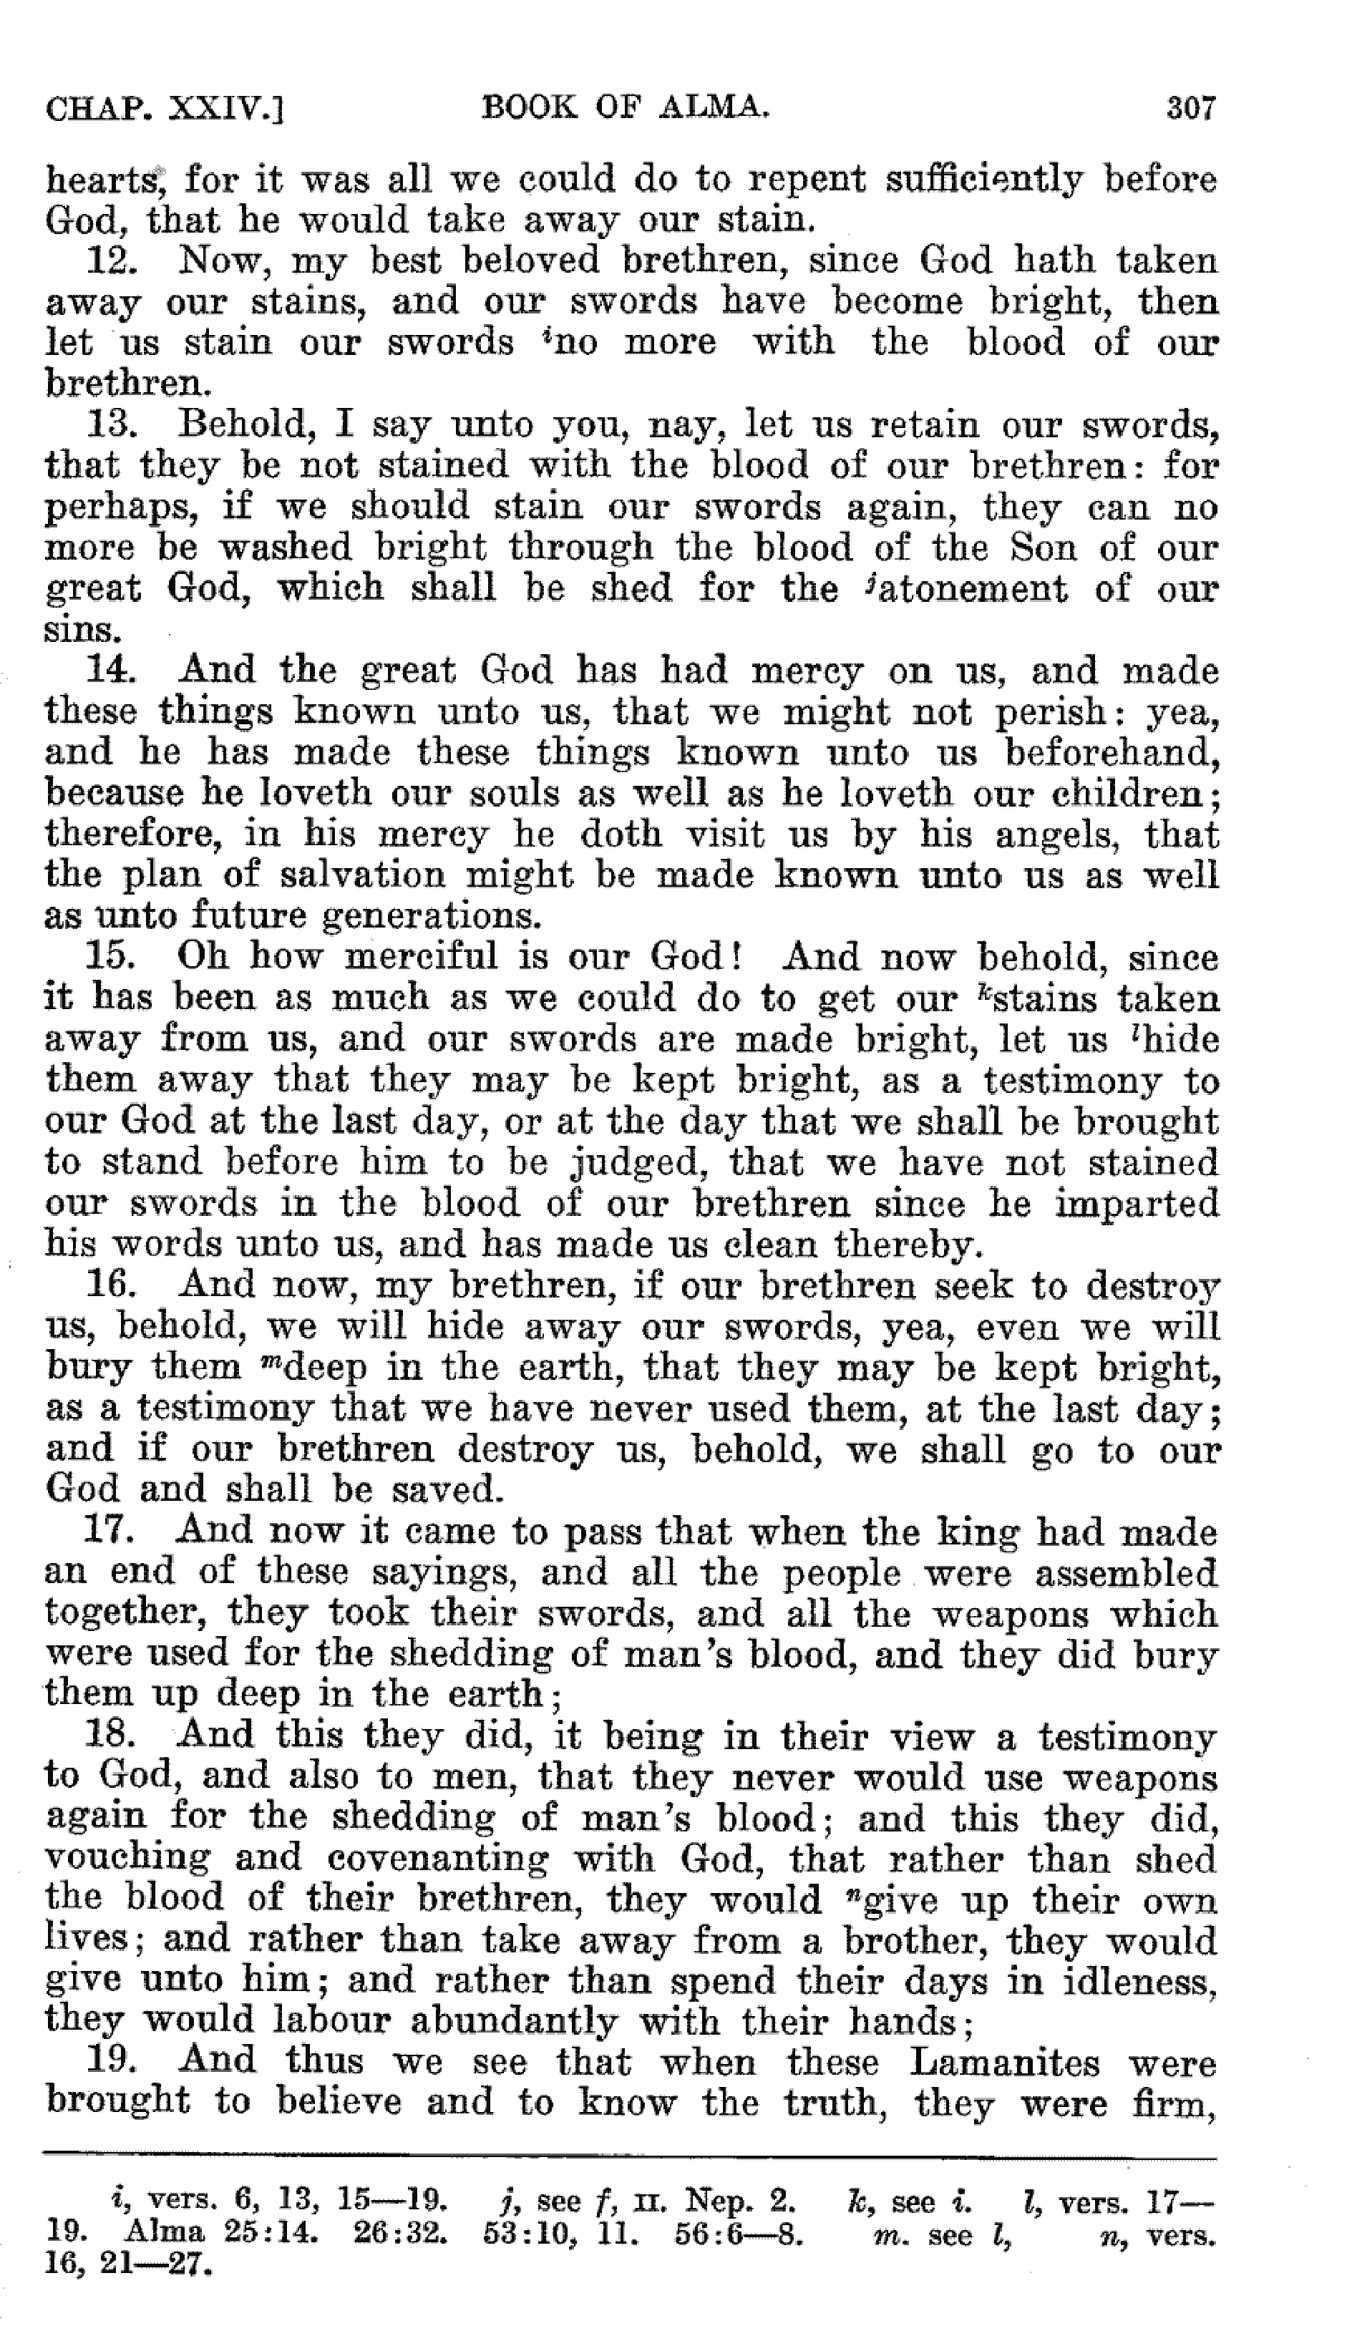 CHAP. XXIV.] BOOK OF ALMA. 307
hearts, for it was all we could do to repent sufficiently before
God, that he would take away our stain.
12. Now, my best beloved brethren, since God hath taken
away our stains, and our swords have become bright, then
let us stain our swords ⁱno more with the blood of our
brethren.
13. Behold, I say unto you, nay, let us retain our swords,
that they be not stained with the blood of our brethren: for
perhaps, if we should stain our swords again, they can no
more be washed bright through the blood of the Son of our
great God, which shall be shed for the ʲatonement of our
sins.
14. And the great God has had mercy on us, and made
these things known unto us, that we might not perish: yea,
and he has made these things known unto us beforehand,
because he loveth our souls as well as he loveth our children;
therefore, in his mercy he doth visit us by his angels, that
the plan of salvation might be made known unto us as well
as unto future generations.
15. Oh how merciful is our God! And now behold, since
it has been as much as we could do to get our ᵏstains taken
away from us, and our swords are made bright, let us ˡhide
them away that they may be kept bright, as a testimony to
our God at the last day, or at the day that we shall be brought
to stand before him to be judged, that we have not stained
our swords in the blood of our brethren since he imparted
his words unto us, and has made us clean thereby.
16. And now, my brethren, if our brethren seek to destroy
us, behold, we will hide away our swords, yea, even we will
bury them ᵐdeep in the earth, that they may be kept bright,
as a testimony that we have never used them, at the last day;
and if our brethren destroy us, behold, we shall go to our
God and shall be saved.
17. And now it came to pass that when the king had made
an end of these sayings, and all the people were assembled
together, they took their swords, and all the weapons which
were used for the shedding of man's blood, and they did bury
them up deep in the earth;
18. And this they did, it being in their view a testimony
to God, and also to men, that they never would use weapons
again for the shedding of man's blood; and this they did,
vouching and covenanting with God, that rather than shed
the blood of their brethren, they would ⁿgive up their own
lives; and rather than take away from a brother, they would
give unto him; and rather than spend their days in idleness,
they would labour abundantly with their hands;
19. And thus we see that when these Lamanites were
brought to believe and to know the truth, they were firm,
i, vers. 6, 13, 15—19. j, see f, II. Nep. 2. k, see i. l, vers. 17—
19. Alma 25:14. 26:32. 53:10, 11. 56:6—8. m. see l, n, vers.
16, 21—27.